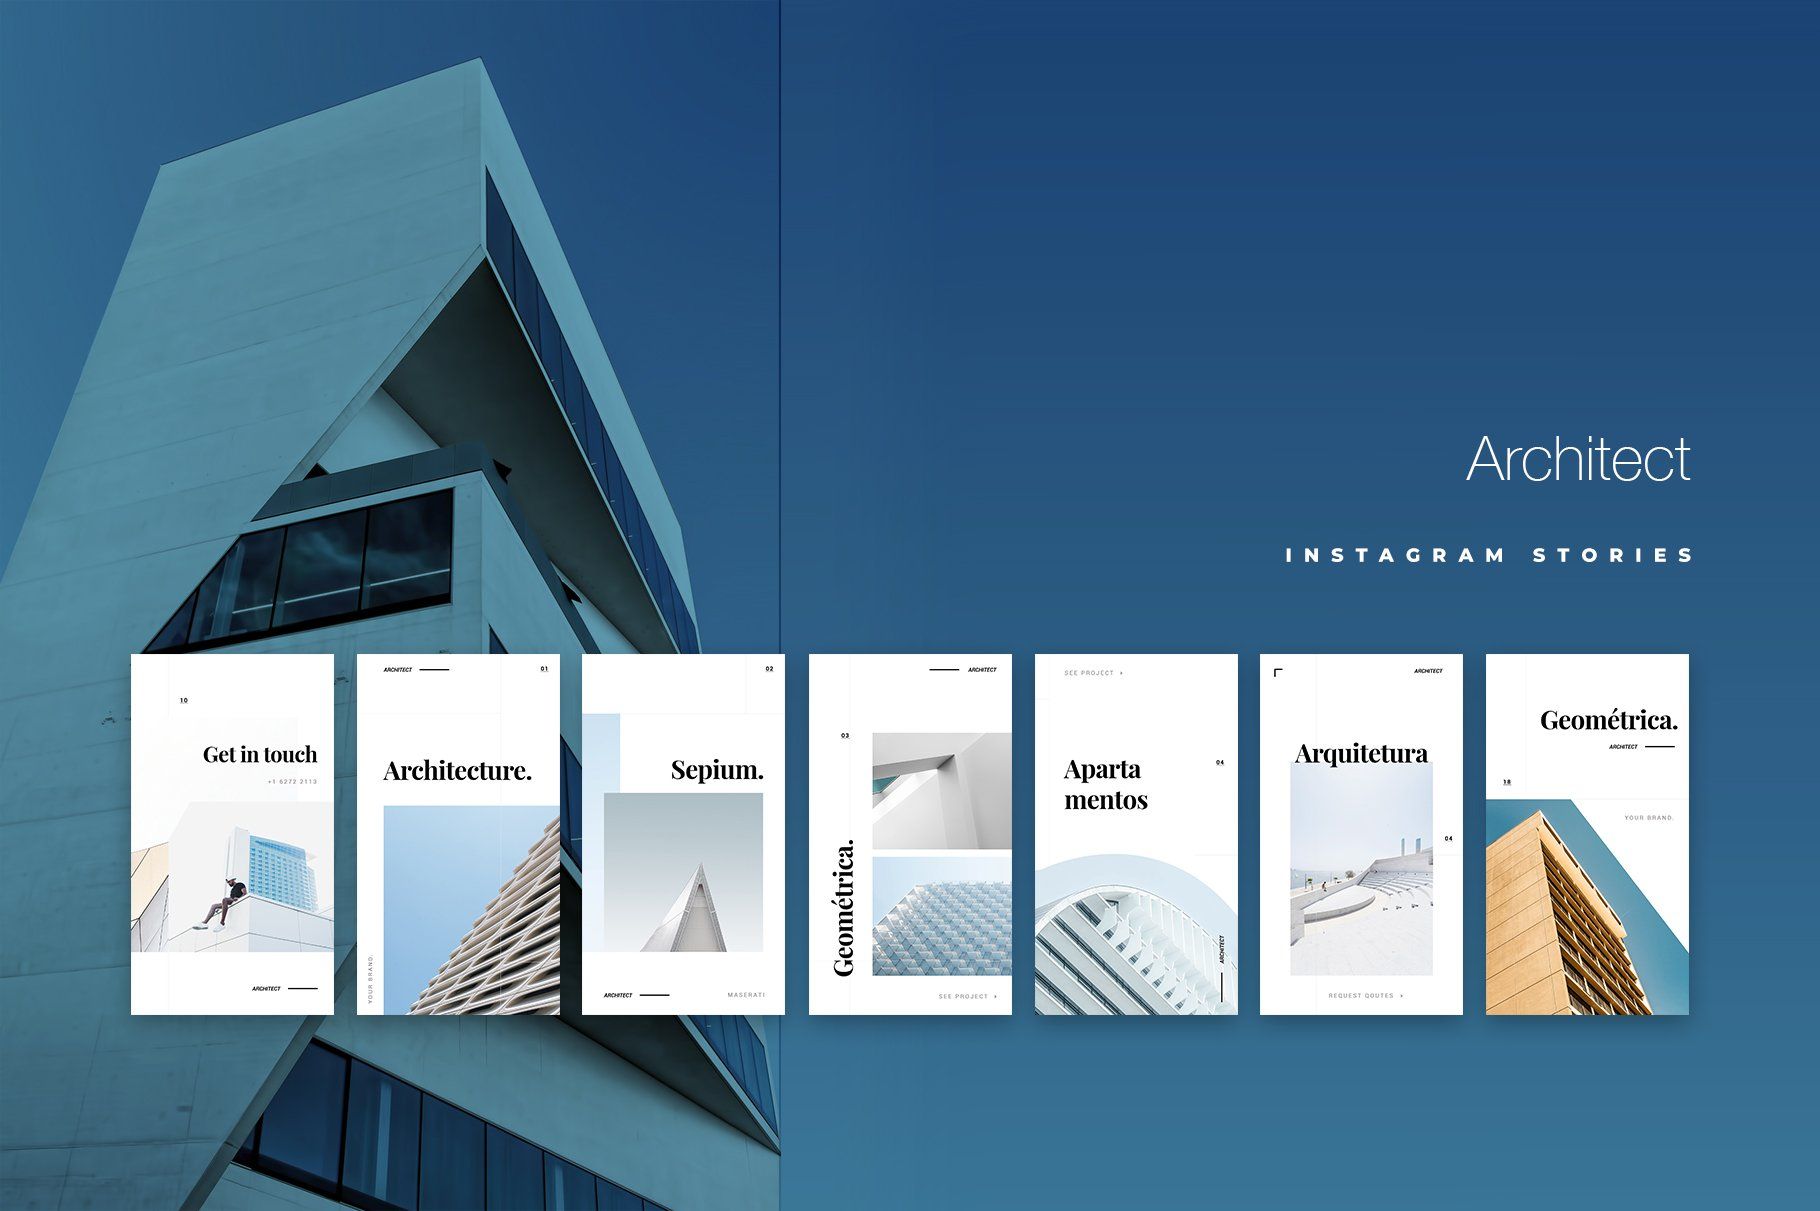 Architect
INSTAGRAM STORIES
10
Get in touch
+1 6272 2113
ARCHITECT
ARCHITECT
01
Architecture.
YOUR BRAND.
02
Sepium.
ARCHITECT
MASERATI
ARCHITECT
03
Geométrica.
SEE PROJECT
SEE PROJECT
Aparta
mentos
04
ARCHITECT
ARCHITECT
Arquitetura
04
REQUEST QOUTES
Geométrica.
ARCHITECT
18
YOUR BRAND.